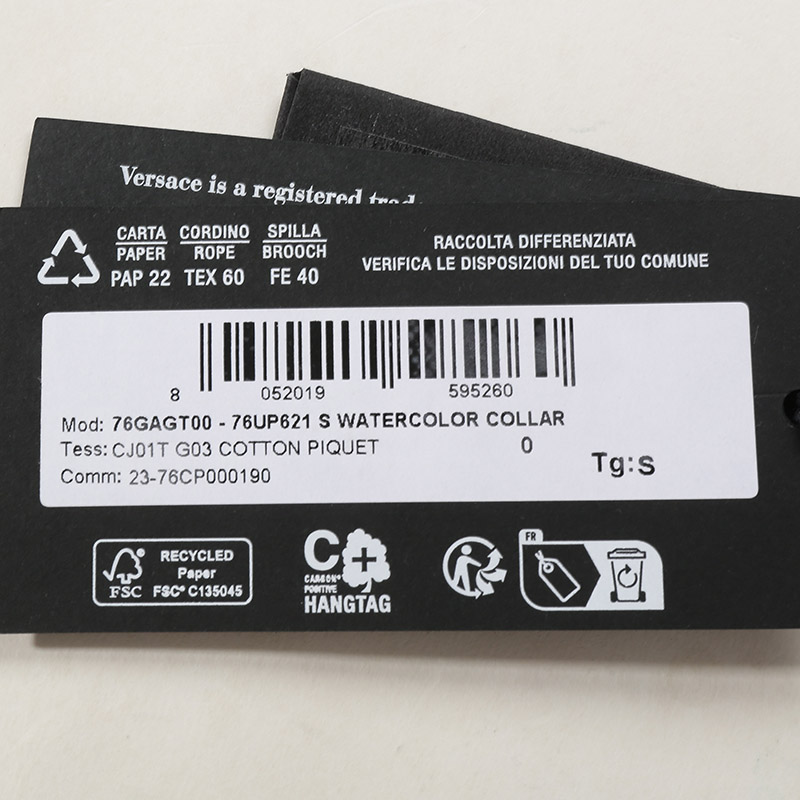 Versace is a registered
CARTA CORDINO SPILLA
PAPER ROPE BROOCH
PAP 22 TEX 60 FE 40
RACCOLTA DIFFERENZIATA
VERIFICA LE DISPOSIZIONI DEL TUO COMUNE
8 052019 595260
Mod: 76GAGT00 - 76UP621 S WATERCOLOR COLLAR
Tess: CJ01T G03 COTTON PIQUET 0
Comm: 23-76CP000190
Tg:S
FSC
RECYCLED
Paper
FSC® C135045
C+
CARBON
POSITIVE
HANGTAG
FR